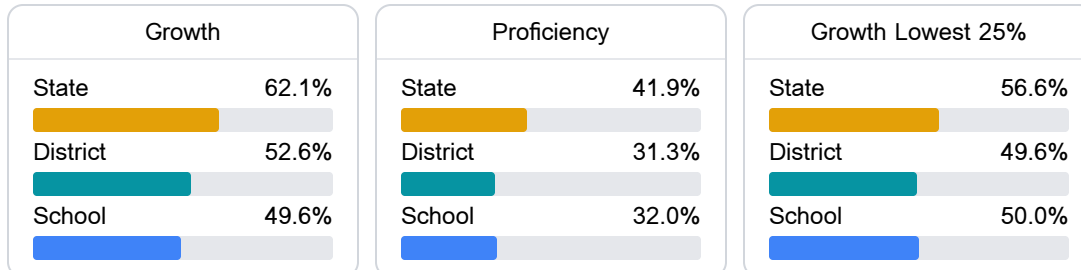 Growth
State 62.1%
District 52.6%
School 49.6%
Proficiency
State 41.9%
District 31.3%
School 32.0%
Growth Lowest 25%
State 56.6%
District 49.6%
School 50.0%